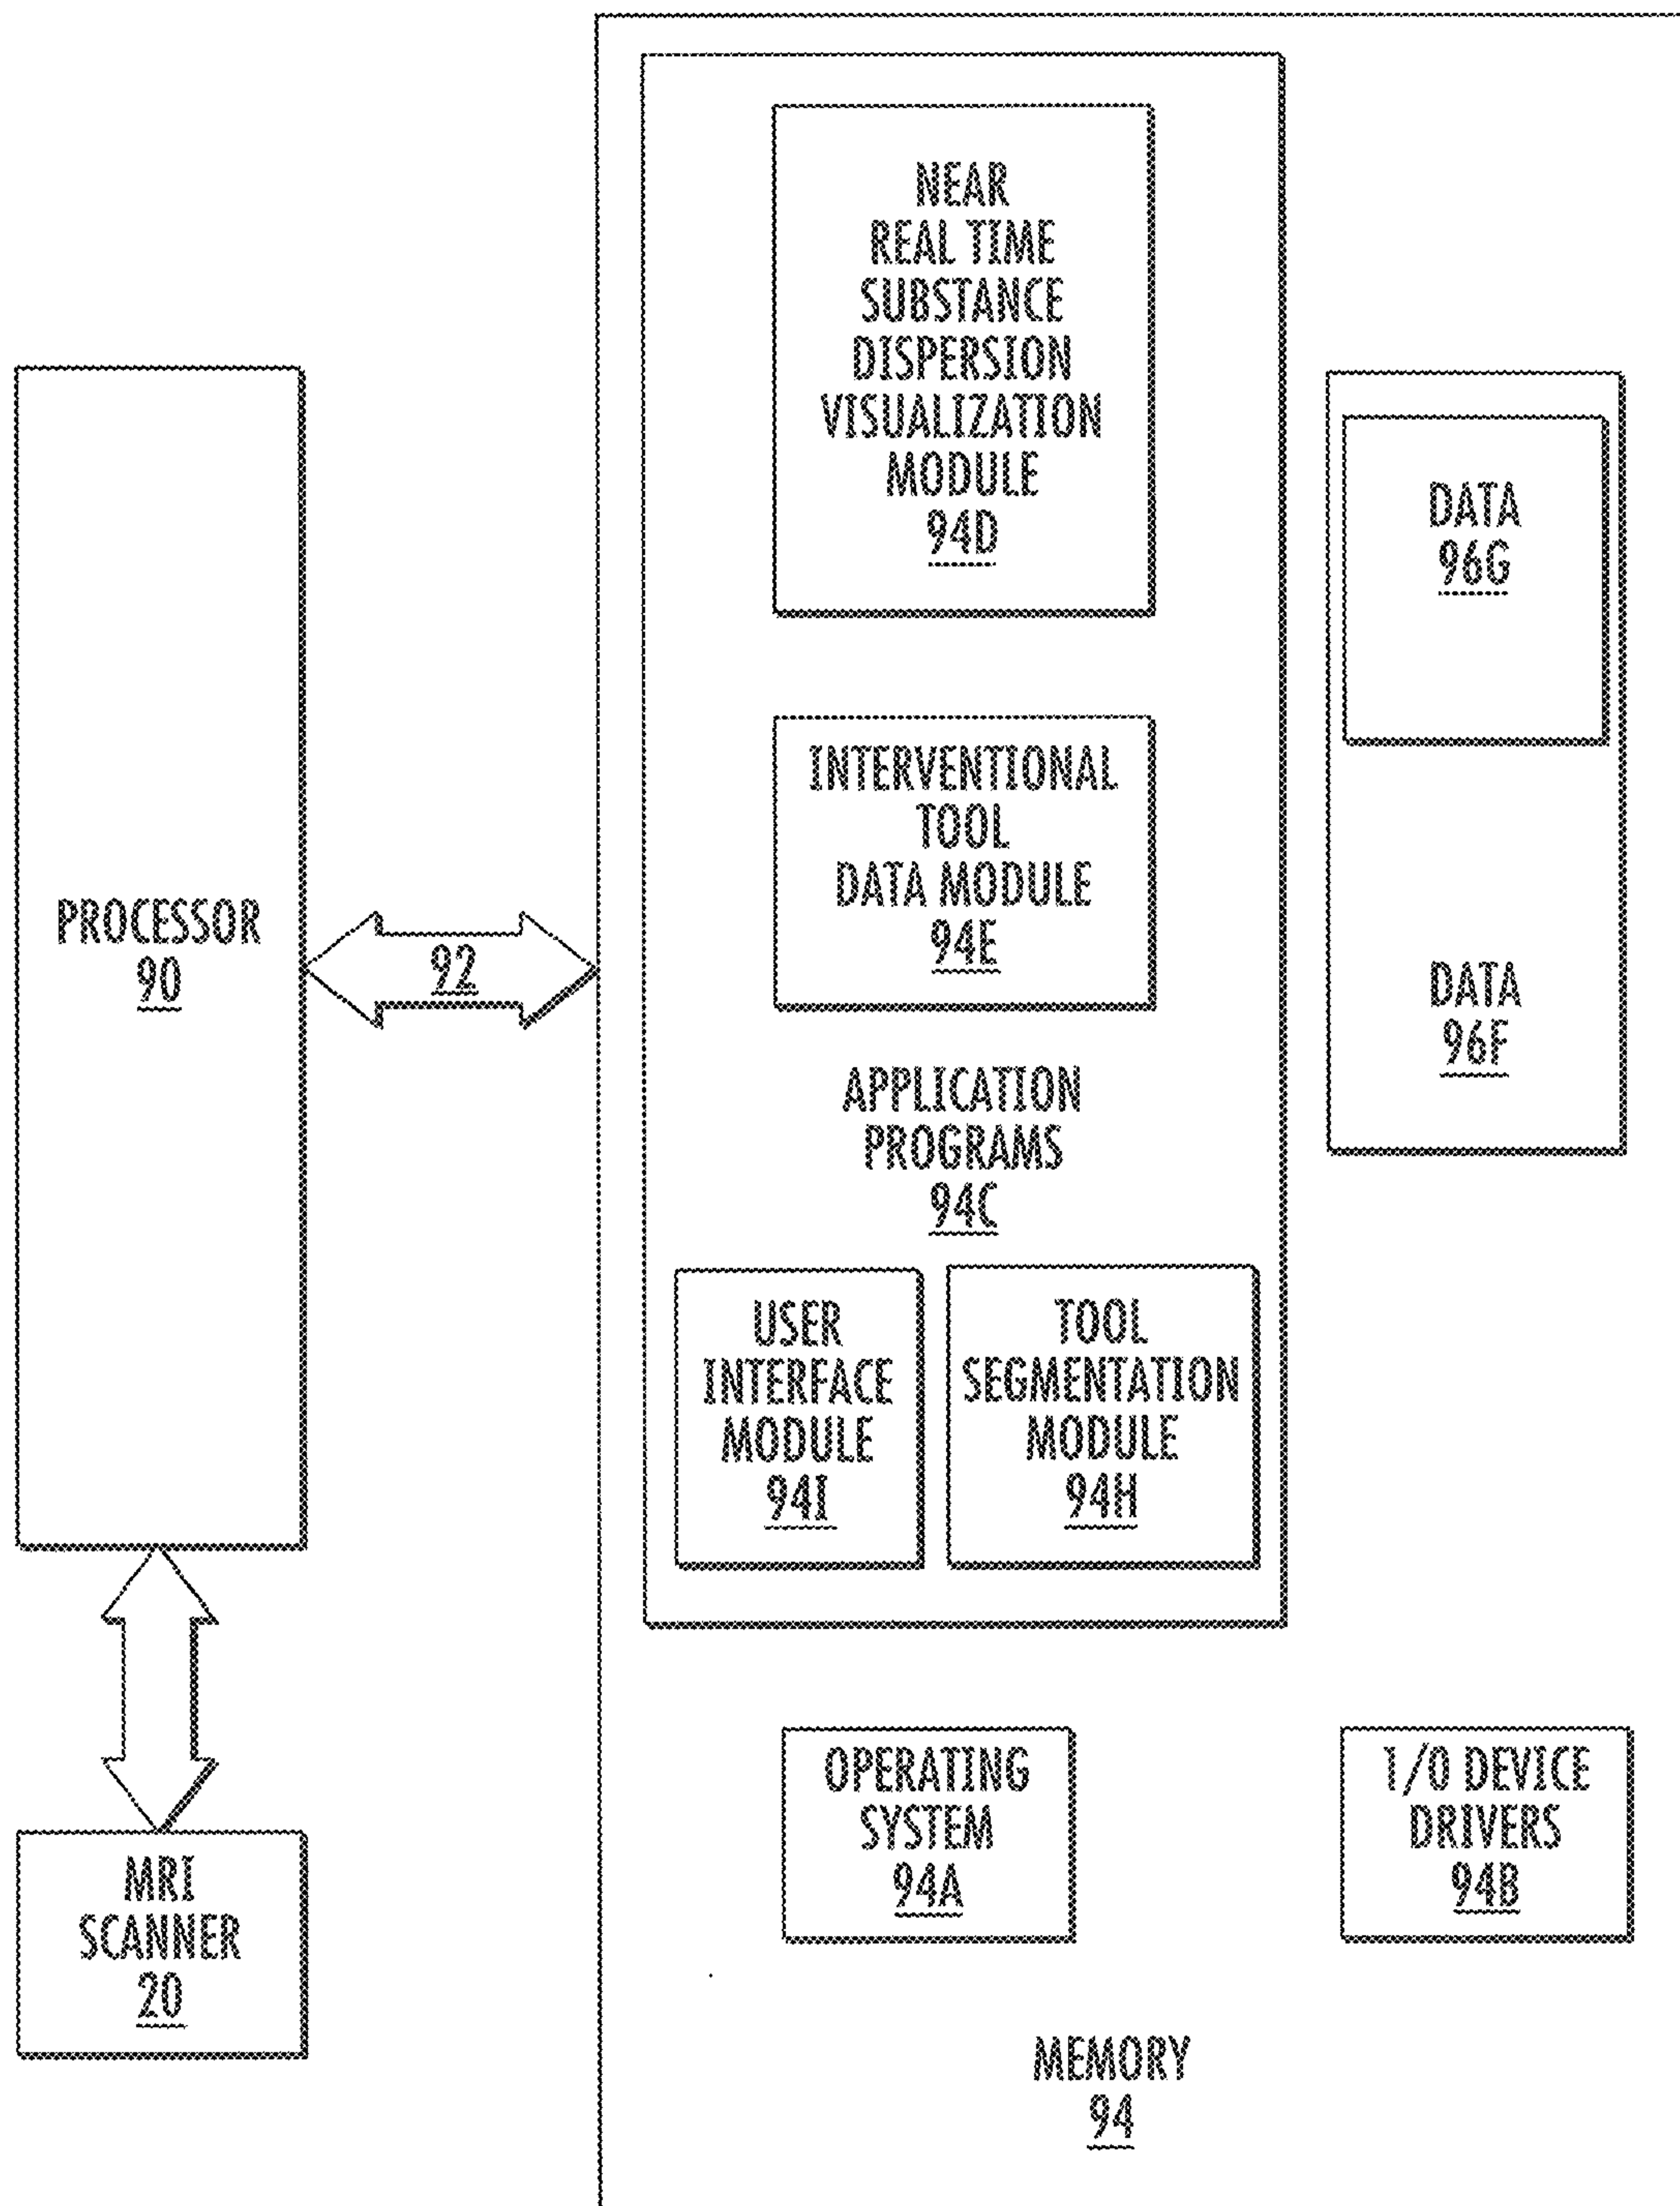 NEAR
REAL TIME
SUBSTANCE
DISPERSION
VISUALIZATION
MODULE
94D
DATA
96G
INTERVENTIONAL
TOOL
DATA MODULE
94E
PROCESSOR
90
92
DATA
96F
APPLICATION
PROGRAMS
94C
USER
INTERFACE
MODULE
94I
TOOL
SEGMENTATION
MODULE
94H
OPERATING
SYSTEM
94A
I/O DEVICE
DRIVERS
94B
MRI
SCANNER
20
MEMORY
94